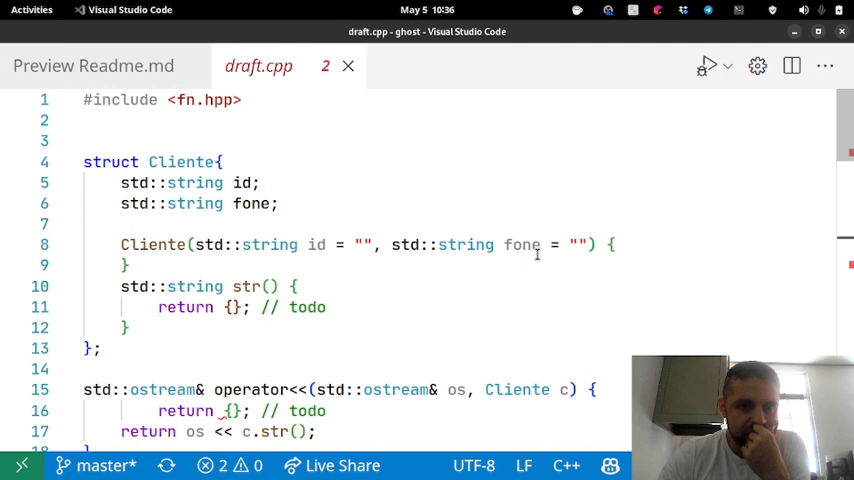 Activities Visual Studio Code May 5 10:36
draft.cpp - ghost - Visual Studio Code
Preview Readme.md draft.cpp 2
1 #include <fn.hpp>
2
3
4 struct Cliente{
5 std::string id;
6 std::string fone;
7
8 Cliente(std::string id = "", std::string fone = "") {
9 }
10 std::string str() {
11 return {}; // todo
12 }
13 };
14
15 std::ostream& operator<<(std::ostream& os, Cliente c) {
16 return {}; // todo
17 return os << c.str();
18 }
master* 2 0 Live Share UTF-8 LF C++